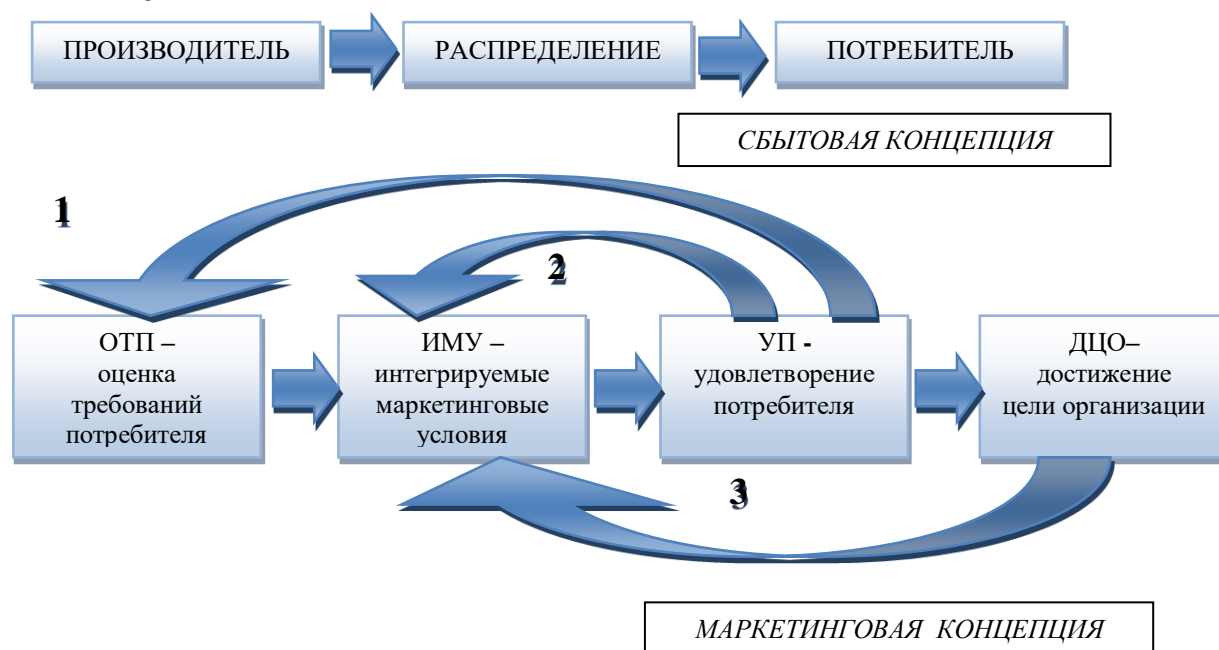 ПРОИЗВОДИТЕЛЬ
РАСПРЕДЕЛЕНИЕ
ПОТРЕБИТЕЛЬ
СБЫТОВАЯ КОНЦЕПЦИЯ
1
2
ОТП –
оценка
требований
потребителя
ИМУ –
интегрируемые
маркетинговые
условия
УП -
удовлетворение
потребителя
ДЦО–
достижение
цели организации
3
МАРКЕТИНГОВАЯ КОНЦЕПЦИЯ